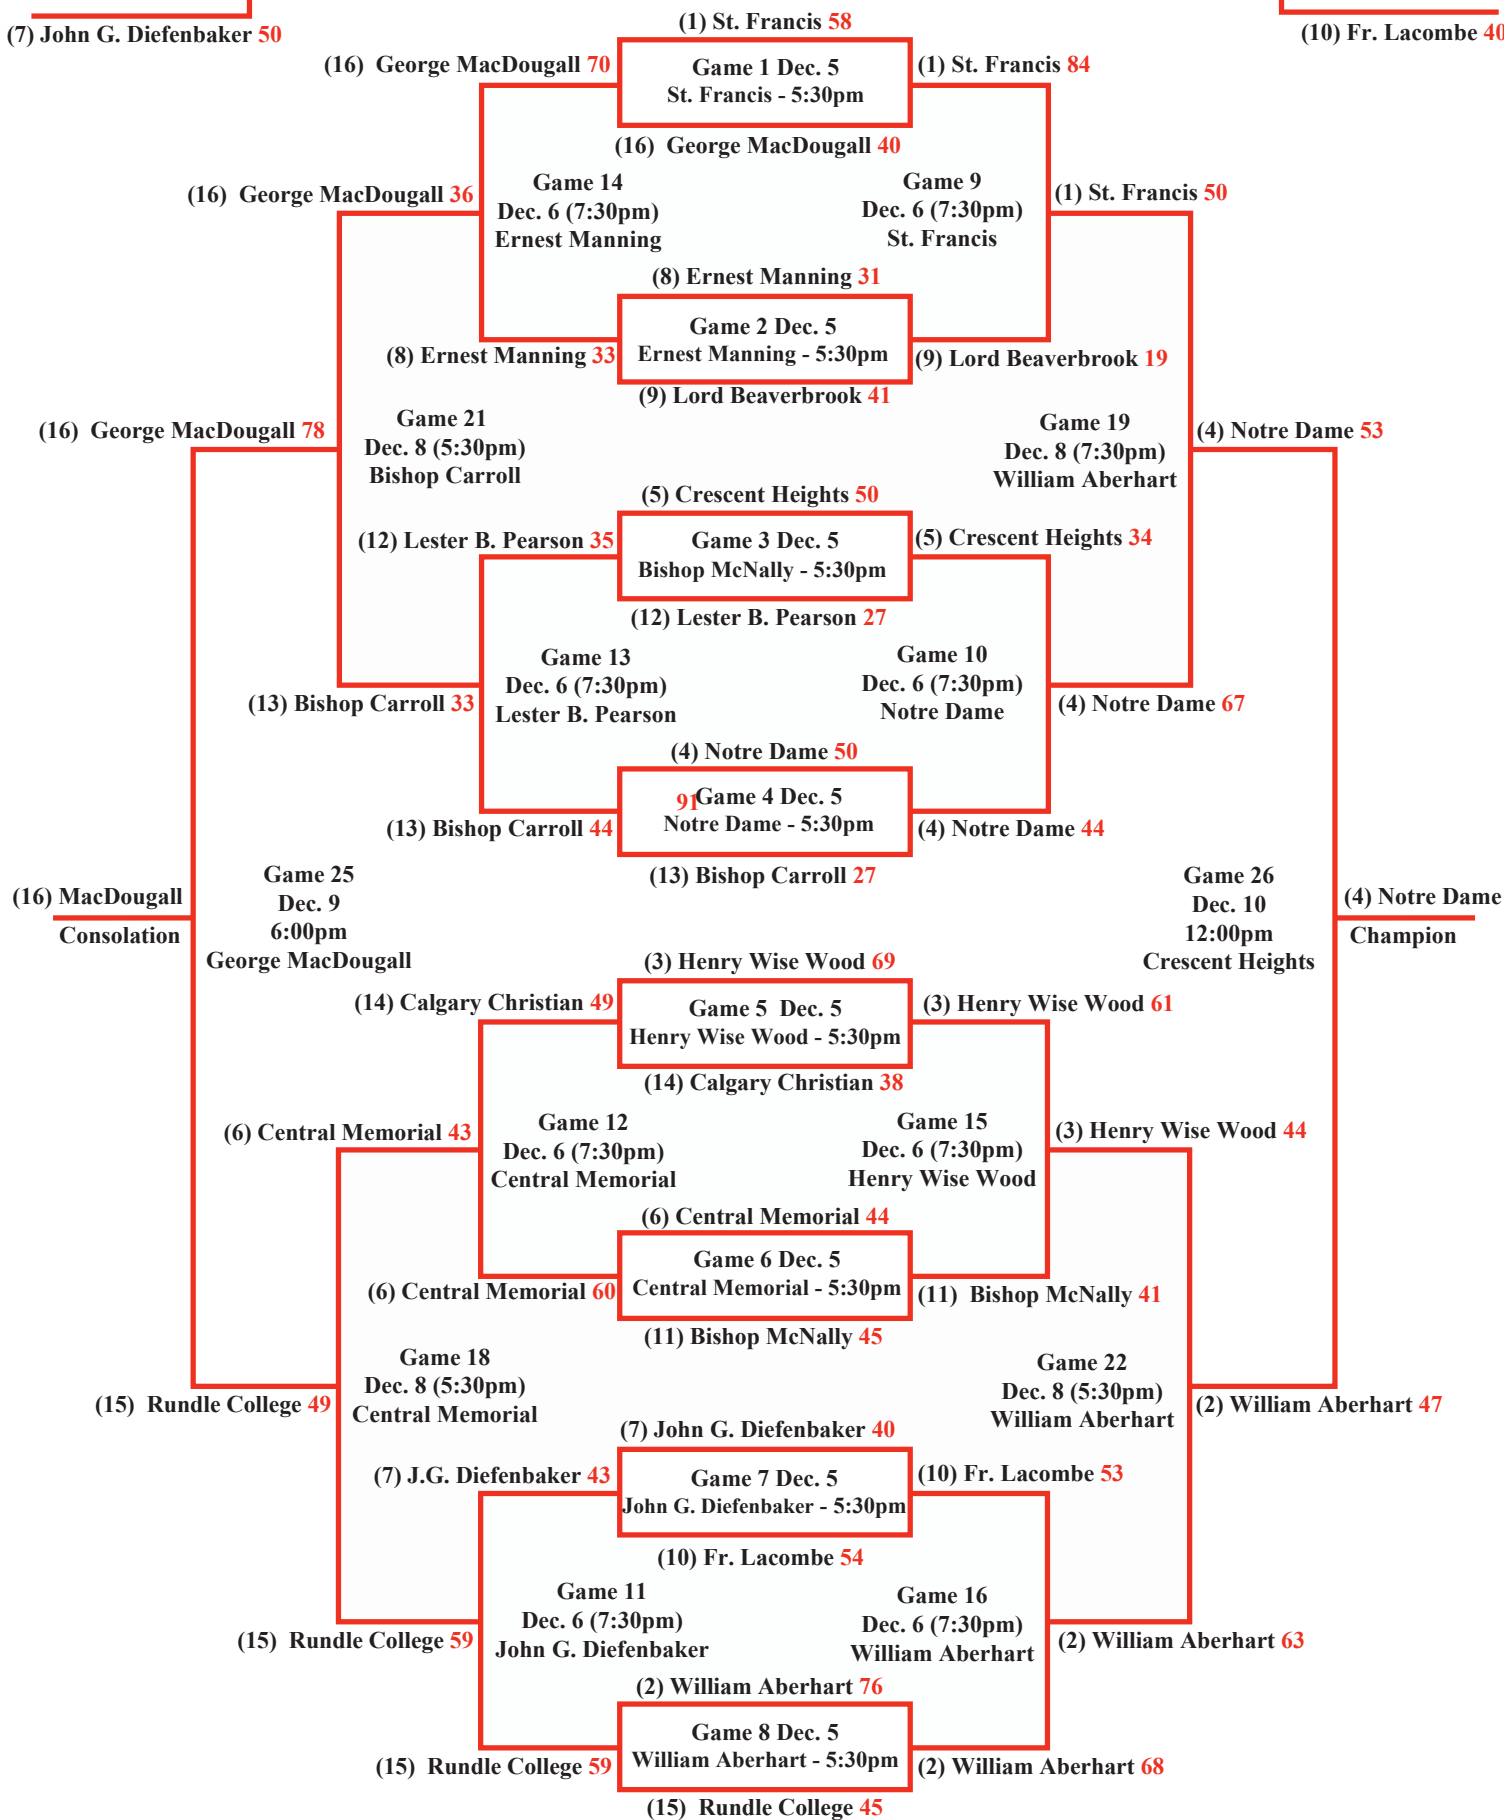 (7) John G. Diefenbaker 50
(10) Fr. Lacombe 40
(1) St. Francis 58
(16) George MacDougall 70
Game 1 Dec. 5
St. Francis - 5:30pm
(1) St. Francis 84
(16) George MacDougall 40
(16) George MacDougall 36
Game 14
Dec. 6 (7:30pm)
Ernest Manning
Game 9
Dec. 6 (7:30pm)
St. Francis
(1) St. Francis 50
(8) Ernest Manning 31
(8) Ernest Manning 33
Game 2 Dec. 5
Ernest Manning - 5:30pm
(9) Lord Beaverbrook 19
(9) Lord Beaverbrook 41
(16) George MacDougall 78
Game 21
Dec. 8 (5:30pm)
Bishop Carroll
Game 19
Dec. 8 (7:30pm)
William Aberhart
(4) Notre Dame 53
(5) Crescent Heights 50
(12) Lester B. Pearson 35
Game 3 Dec. 5
Bishop McNally - 5:30pm
(5) Crescent Heights 34
(12) Lester B. Pearson 27
(13) Bishop Carroll 33
Game 13
Dec. 6 (7:30pm)
Lester B. Pearson
Game 10
Dec. 6 (7:30pm)
Notre Dame
(4) Notre Dame 67
(4) Notre Dame 50
(13) Bishop Carroll 44
91Game 4 Dec. 5
Notre Dame - 5:30pm
(4) Notre Dame 44
(13) Bishop Carroll 27
(16) MacDougall
Consolation
Game 25
Dec. 9
6:00pm
George MacDougall
Game 26
Dec. 10
12:00pm
Crescent Heights
(4) Notre Dame
Champion
(3) Henry Wise Wood 69
(14) Calgary Christian 49
Game 5 Dec. 5
Henry Wise Wood - 5:30pm
(3) Henry Wise Wood 61
(14) Calgary Christian 38
(6) Central Memorial 43
Game 12
Dec. 6 (7:30pm)
Central Memorial
Game 15
Dec. 6 (7:30pm)
Henry Wise Wood
(3) Henry Wise Wood 44
(6) Central Memorial 44
(6) Central Memorial 60
Game 6 Dec. 5
Central Memorial - 5:30pm
(11) Bishop McNally 41
(11) Bishop McNally 45
(15) Rundle College 49
Game 18
Dec. 8 (5:30pm)
Central Memorial
Game 22
Dec. 8 (5:30pm)
William Aberhart
(2) William Aberhart 47
(7) John G. Diefenbaker 40
(7) J.G. Diefenbaker 43
Game 7 Dec. 5
John G. Diefenbaker - 5:30pm
(10) Fr. Lacombe 53
(10) Fr. Lacombe 54
(15) Rundle College 59
Game 11
Dec. 6 (7:30pm)
John G. Diefenbaker
Game 16
Dec. 6 (7:30pm)
William Aberhart
(2) William Aberhart 63
(2) William Aberhart 76
(15) Rundle College 59
Game 8 Dec. 5
William Aberhart - 5:30pm
(2) William Aberhart 68
(15) Rundle College 45